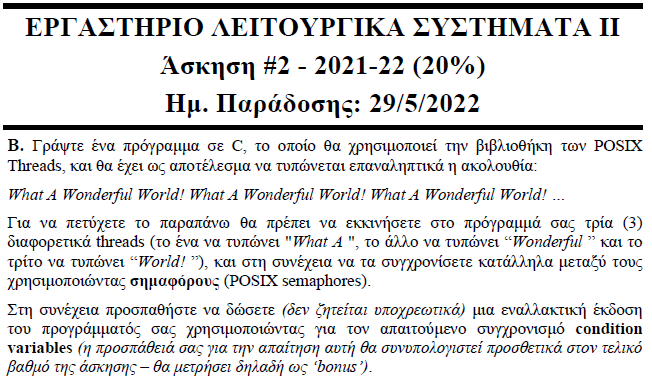 ΕΡΓΑΣΤΗΡΙΟ ΛΕΙΤΟΥΡΓΙΚΑ ΣΥΣΤΗΜΑΤΑ ΙΙ
Άσκηση #2 - 2021-22 (20%)
Ημ. Παράδοσης: 29/5/2022
Β. Γράψτε ένα πρόγραμμα σε C, το οποίο θα χρησιμοποιεί την βιβλιοθήκη των POSIX
Threads, και θα έχει ως αποτέλεσμα να τυπώνεται επαναληπτικά η ακολουθία:
What A Wonderful World! What A Wonderful World! What A Wonderful World! …
Για να πετύχετε το παραπάνω θα πρέπει να εκκινήσετε στο πρόγραμμά σας τρία (3)
διαφορετικά threads (το ένα να τυπώνει "What A ", το άλλο να τυπώνει “Wonderful ” και το
τρίτο να τυπώνει “World! ”), και στη συνέχεια να τα συγχρονίσετε κατάλληλα μεταξύ τους
χρησιμοποιώντας σημαφόρους (POSIX semaphores).
Στη συνέχεια προσπαθήστε να δώσετε (δεν ζητείται υποχρεωτικά) μια εναλλακτική έκδοση
του προγράμματός σας χρησιμοποιώντας για τον απαιτούμενο συγχρονισμό condition
variables (η προσπάθειά σας για την απαίτηση αυτή θα συνυπολογιστεί προσθετικά στον τελικό
βαθμό της άσκησης – θα μετρήσει δηλαδή ως ‘bonus’).